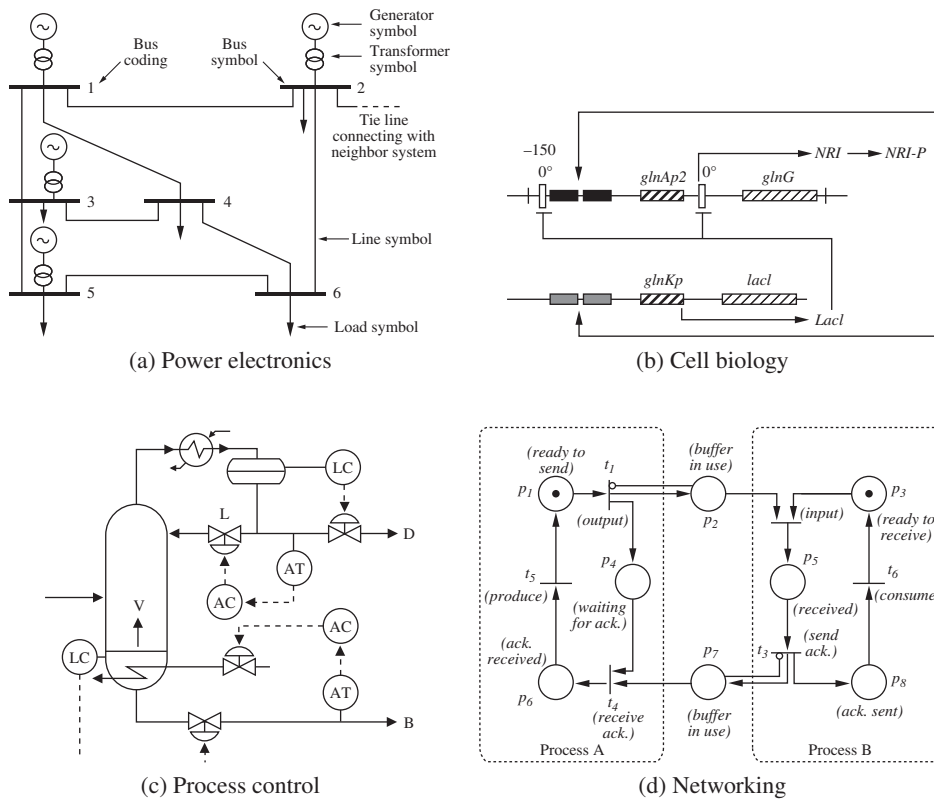 Generator
symbol
Transformer
symbol
Bus
coding
Bus
symbol
1
2
Tie line
connecting with
neighbor system
3
4
Line symbol
5
6
Load symbol
(a) Power electronics
–150
0°
glnAp2
0°
glnG
NRI
NRI-P
glnKp
lacl
Lacl
(b) Cell biology
LC
L
D
AT
AC
V
AC
LC
AT
B
(c) Process control
(ready to
send)
t1
(buffer
in use)
p1
p2
p3
(output)
(input)
(ready to
receive)
p4
p5
t5
(produce)
(waiting
for ack.)
(received)
t6
(consume)
(ack.
received)
p7
t3
(send
ack.)
p6
t4
(receive
ack.)
(buffer
in use)
p8
(ack. sent)
Process A
Process B
(d) Networking